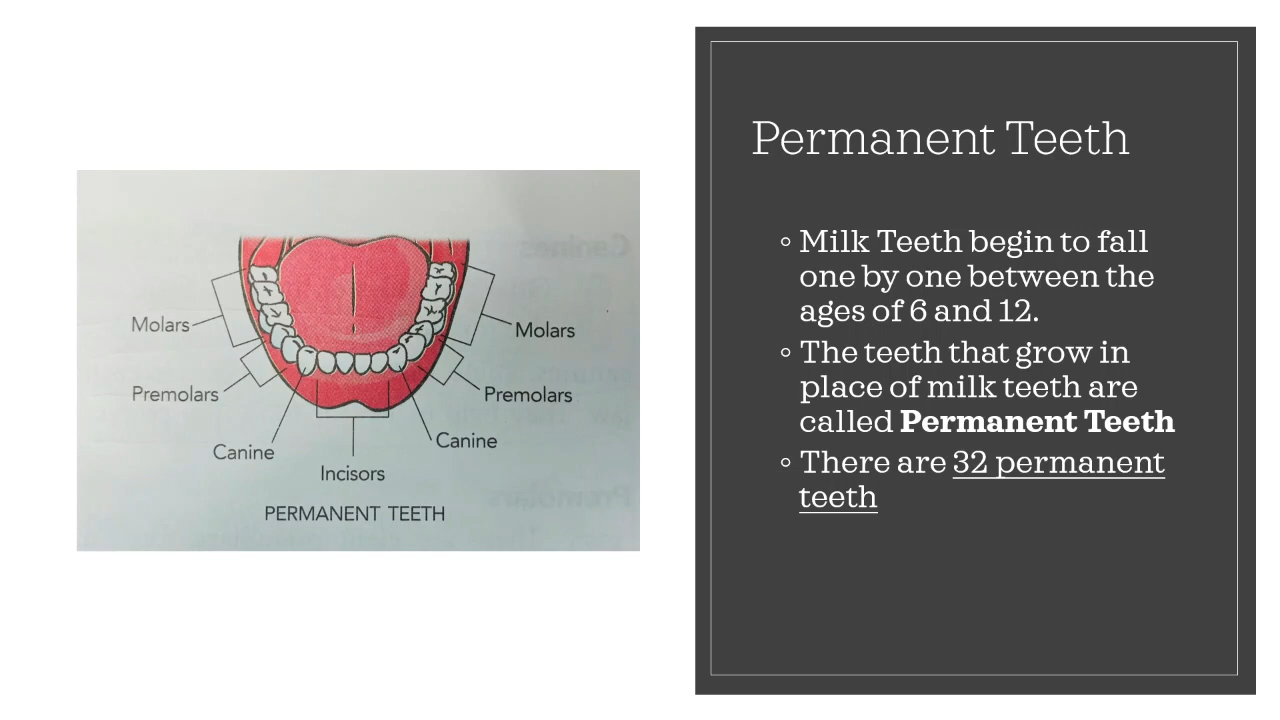 Permanent Teeth
◦ Milk Teeth begin to fall
one by one between the
ages of 6 and 12.
◦ The teeth that grow in
place of milk teeth are
called Permanent Teeth
◦ There are 32 permanent
teeth
Canines
Molars
Molars
Premolars
Premolars
Canine
Canine
Incisors
Premolars
PERMANENT TEETH